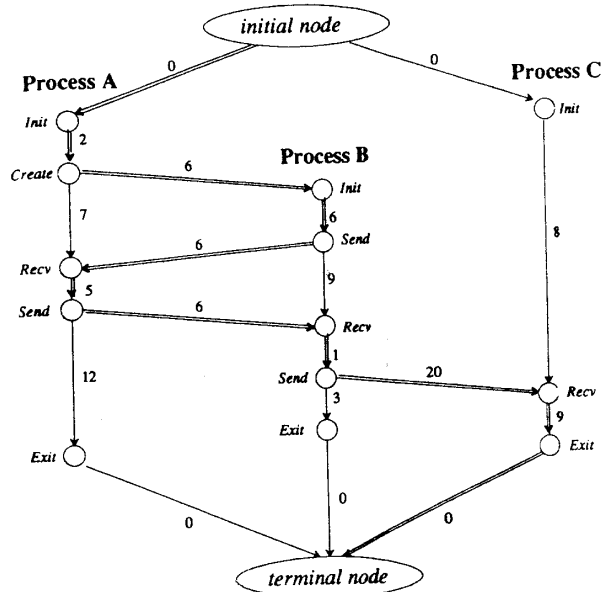 initial node
0
0
Process A
Process C
Init
Init
2
Process B
Create
6
Init
7
6
8
6
Send
Recv
9
5
6
Send
Recv
1
12
Send
20
Recv
3
9
Exit
Exit
Exit
0
0
0
terminal node